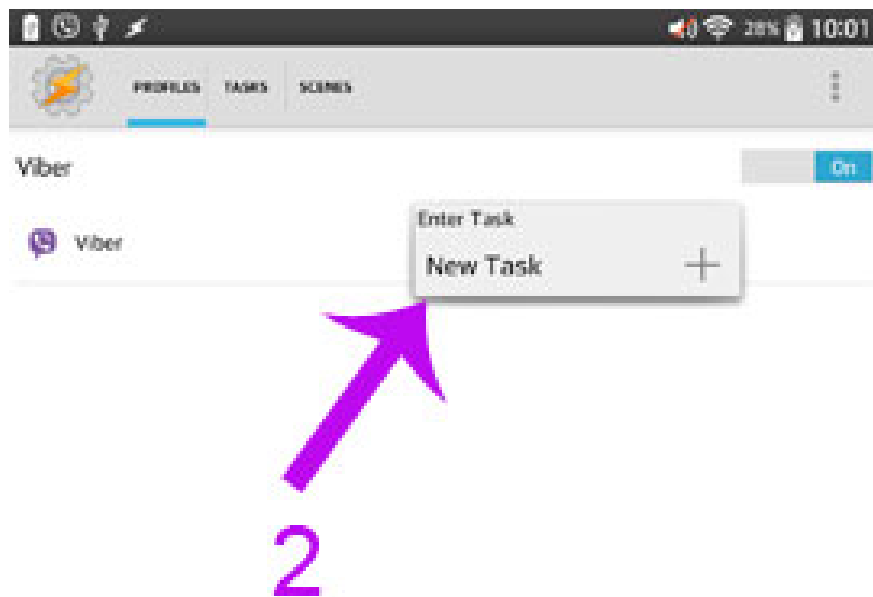 28% 10:01
PROFILES TASKS SCENES
Viber
On
Enter Task
Viber
New Task
2